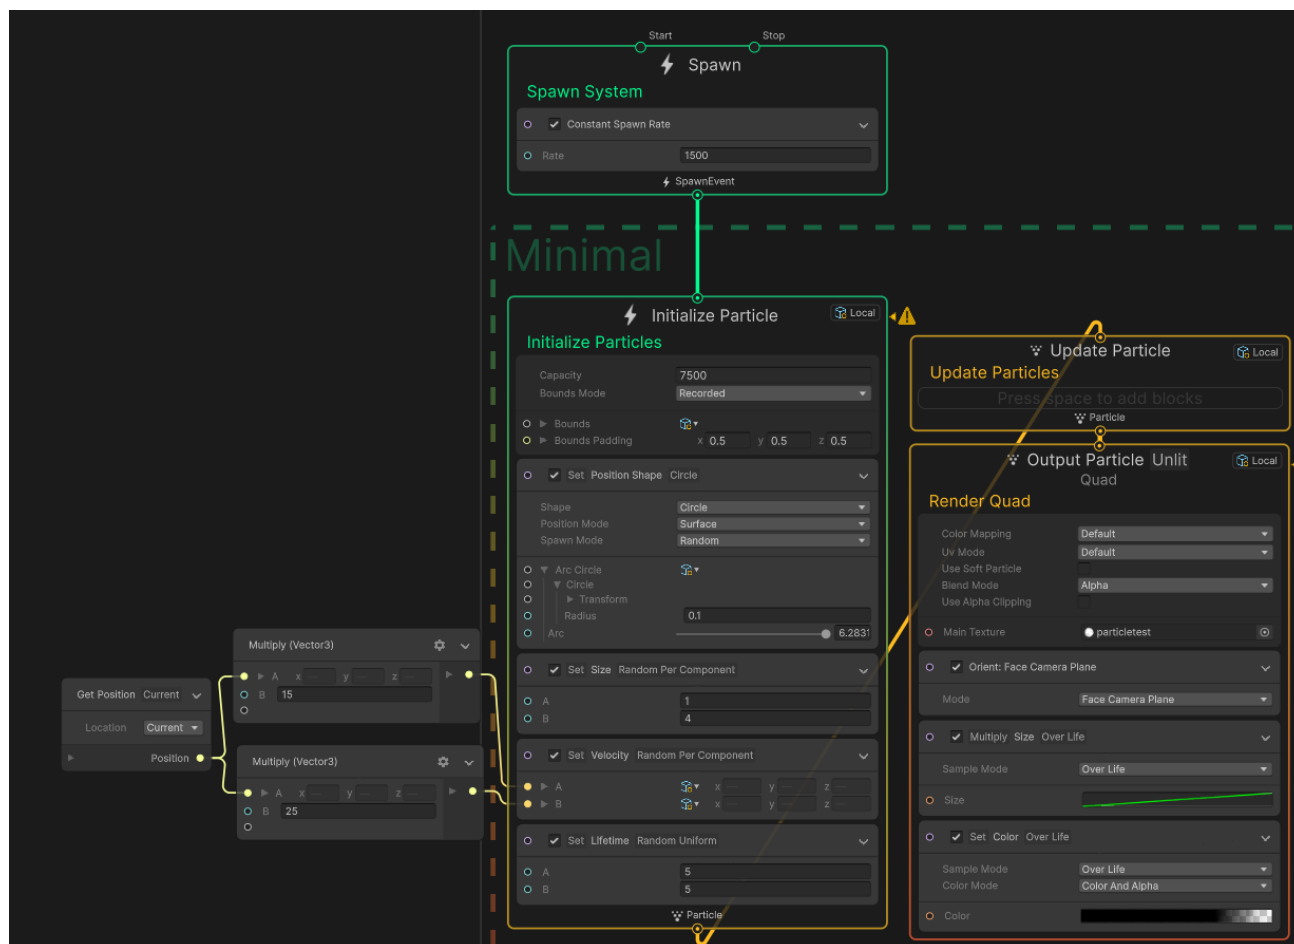 Start Stop
Spawn
Spawn System
Constant Spawn Rate
Rate 1500
SpawnEvent
Minimal
Initialize Particle Local
Initialize Particles
Capacity 7500
Bounds Mode Recorded
Bounds
Bounds Padding x 0.5 y 0.5 z 0.5
Set Position Shape Circle
Shape Circle
Position Mode Surface
Spawn Mode Random
Arc Circle
Circle
Transform
Radius 0.1
Arc 6.2831
Set Size Random Per Component
A 1
B 4
Set Velocity Random Per Component
A x y z
B x y z
Set Lifetime Random Uniform
A 5
B 5
Particle
Get Position Current
Location Current
Position
Multiply (Vector3)
A x y z
B 15
Multiply (Vector3)
A x y z
B 25
Update Particle Local
Update Particles
Press space to add blocks
Particle
Output Particle Unlit Local
Quad
Render Quad
Color Mapping Default
Uv Mode Default
Use Soft Particle
Blend Mode Alpha
Use Alpha Clipping
Main Texture particletest
Orient: Face Camera Plane
Mode Face Camera Plane
Multiply Size Over Life
Sample Mode Over Life
Size
Set Color Over Life
Sample Mode Over Life
Color Mode Color And Alpha
Color